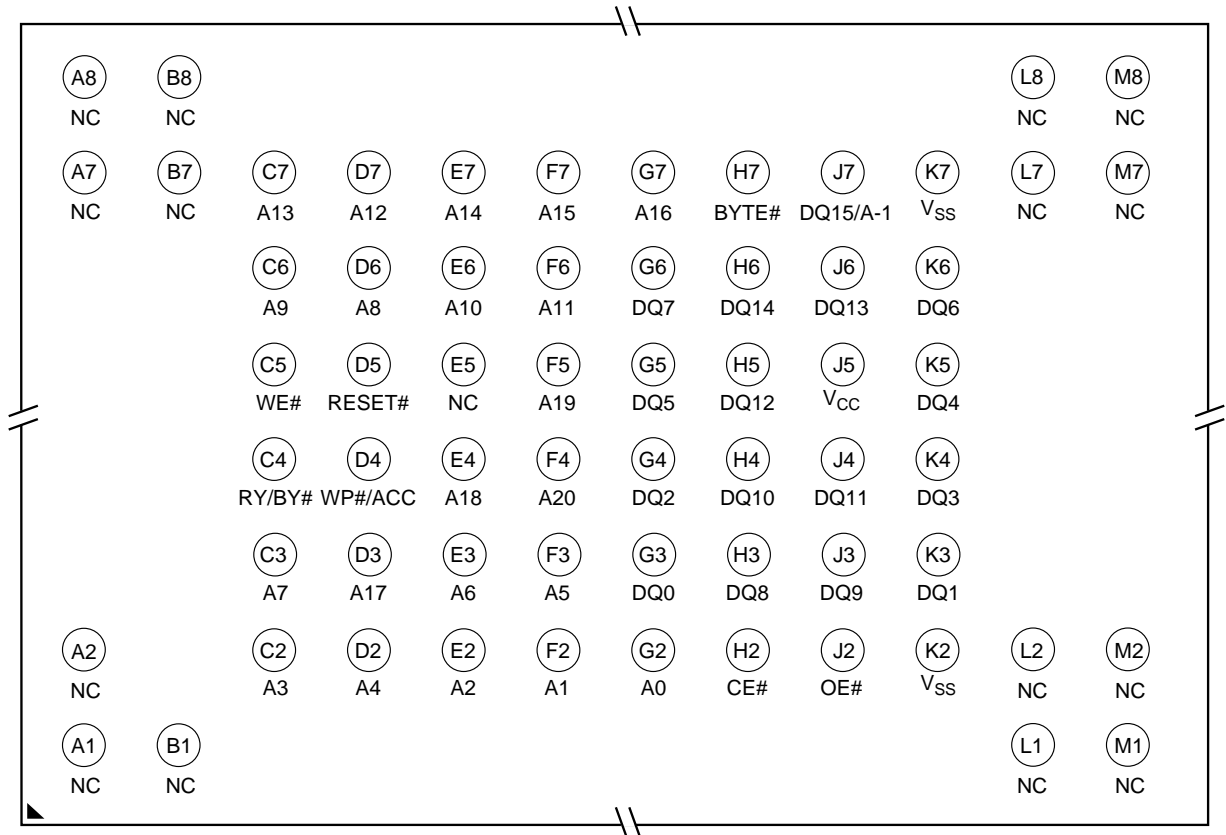 A8 B8 L8 M8
NC NC NC NC
A7 B7 C7 D7 E7 F7 G7 H7 J7 K7 L7 M7
NC NC A13 A12 A14 A15 A16 BYTE# DQ15/A-1 VSS NC NC
C6 D6 E6 F6 G6 H6 J6 K6
A9 A8 A10 A11 DQ7 DQ14 DQ13 DQ6
C5 D5 E5 F5 G5 H5 J5 K5
WE# RESET# NC A19 DQ5 DQ12 VCC DQ4
C4 D4 E4 F4 G4 H4 J4 K4
RY/BY# WP#/ACC A18 A20 DQ2 DQ10 DQ11 DQ3
C3 D3 E3 F3 G3 H3 J3 K3
A7 A17 A6 A5 DQ0 DQ8 DQ9 DQ1
A2 C2 D2 E2 F2 G2 H2 J2 K2 L2 M2
NC A3 A4 A2 A1 A0 CE# OE# VSS NC NC
A1 B1 L1 M1
NC NC NC NC